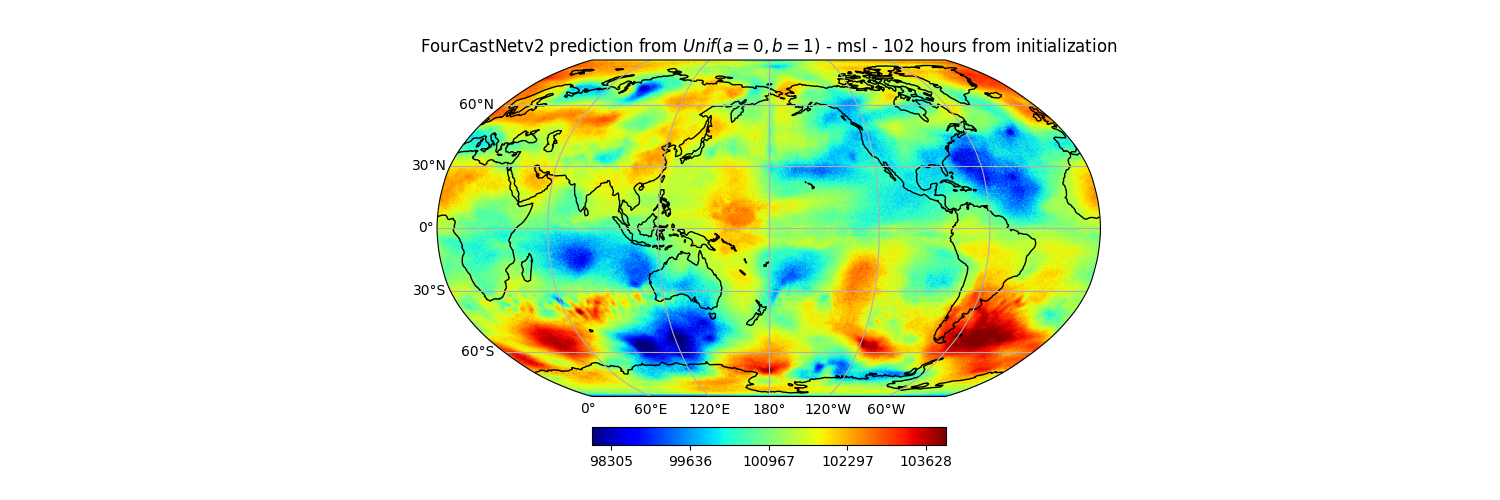 FourCastNetv2 prediction from Unif(a = 0, b = 1) - msl - 102 hours from initialization
60°N
30°N
0°
30°S
60°S
0° 60°E 120°E 180° 120°W 60°W
98305 99636 100967 102297 103628